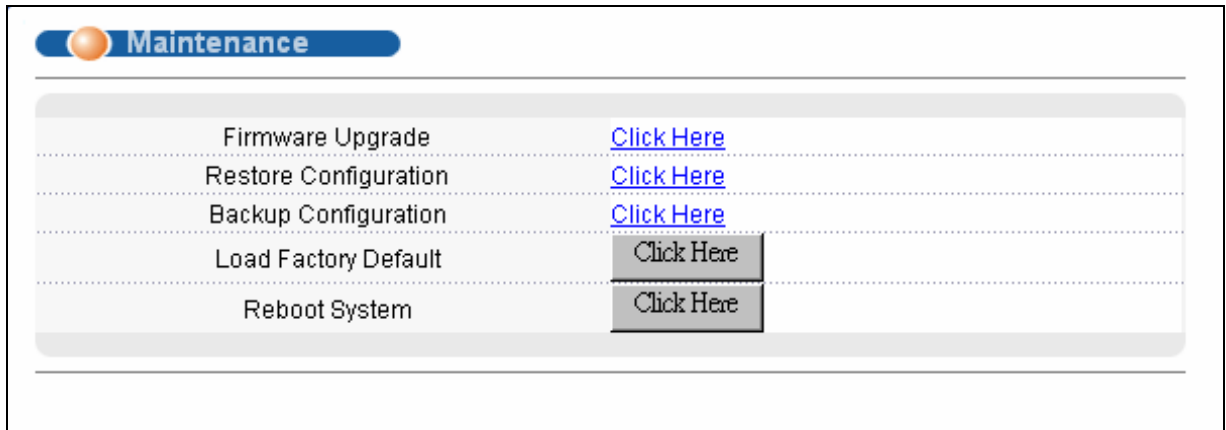 Maintenance
Firmware Upgrade Click Here
Restore Configuration Click Here
Backup Configuration Click Here
Load Factory Default Click Here
Reboot System Click Here